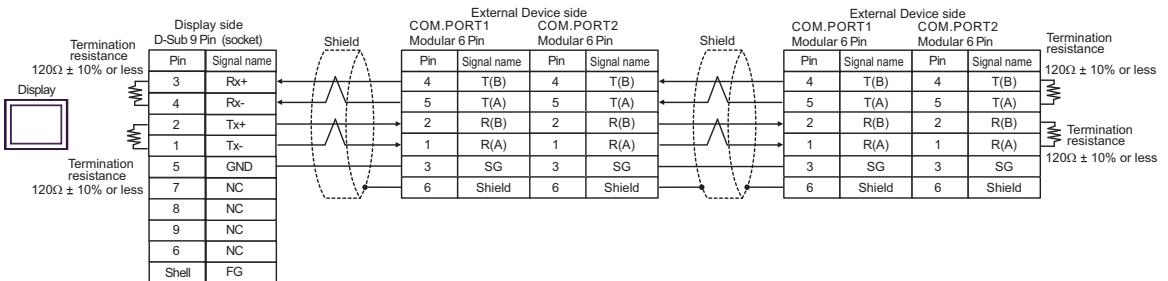 Display side
D-Sub 9 Pin (socket)
Termination
resistance
120Ω ± 10% or less
Display
Termination
resistance
120Ω ± 10% or less
Pin Signal name
3 Rx+
4 Rx-
2 Tx+
1 Tx-
5 GND
7 NC
8 NC
9 NC
6 NC
Shell FG
Shield
External Device side
COM.PORT1 COM.PORT2
Modular 6 Pin Modular 6 Pin
Pin Signal name Pin Signal name
4 T(B) 4 T(B)
5 T(A) 5 T(A)
2 R(B) 2 R(B)
1 R(A) 1 R(A)
3 SG 3 SG
6 Shield 6 Shield
Shield
External Device side
COM.PORT1 COM.PORT2
Modular 6 Pin Modular 6 Pin
Pin Signal name Pin Signal name
4 T(B) 4 T(B)
5 T(A) 5 T(A)
2 R(B) 2 R(B)
1 R(A) 1 R(A)
3 SG 3 SG
6 Shield 6 Shield
Termination
resistance
120Ω ± 10% or less
Termination
resistance
120Ω ± 10% or less